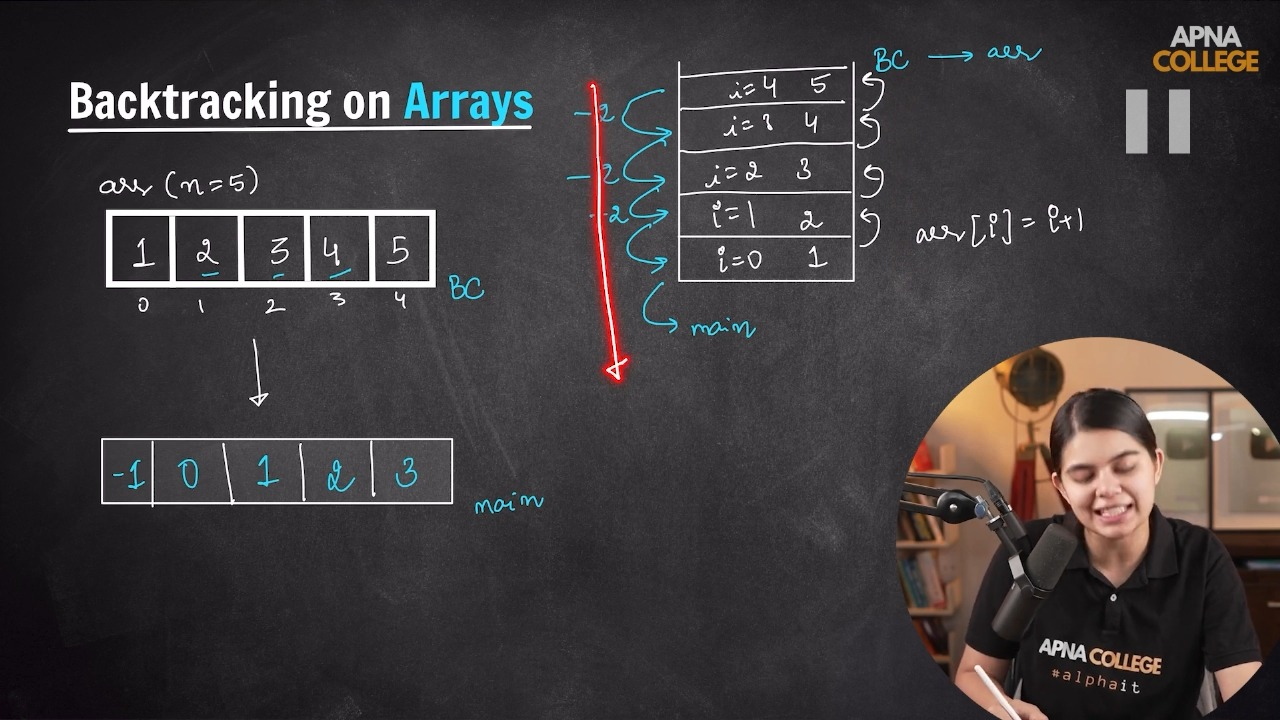 Backtracking on Arrays
arr (n=5)
1 2 3 4 5
0 1 2 3 4
BC
-1 0 1 2 3
main
BC → arr
i=4 5
i=3 4
i=2 3
i=1 2
i=0 1
-2
-2
-2
main
arr[i] = i+1
APNA
COLLEGE
APNA COLLEGE
#alphait